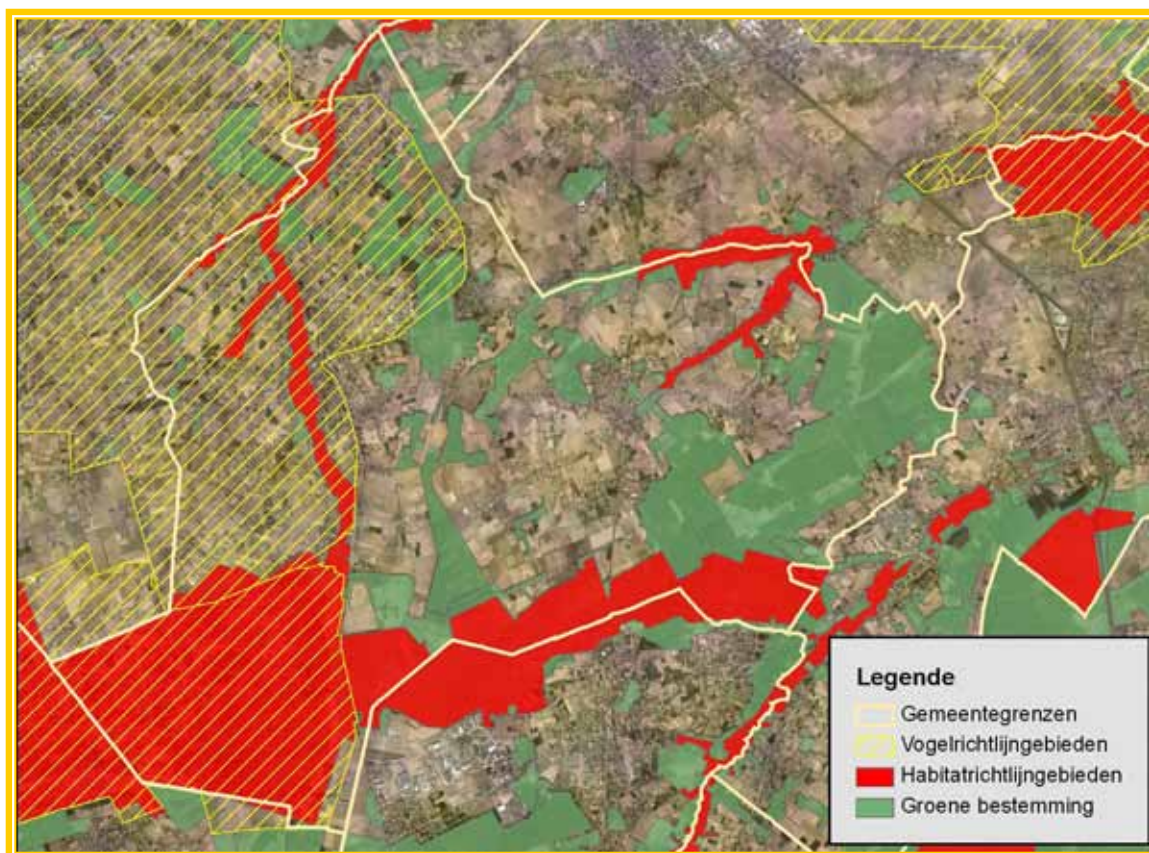 Legende
Gemeentegrenzen
Vogelrichtlijngebieden
Habitatrichtlijngebieden
Groene bestemming